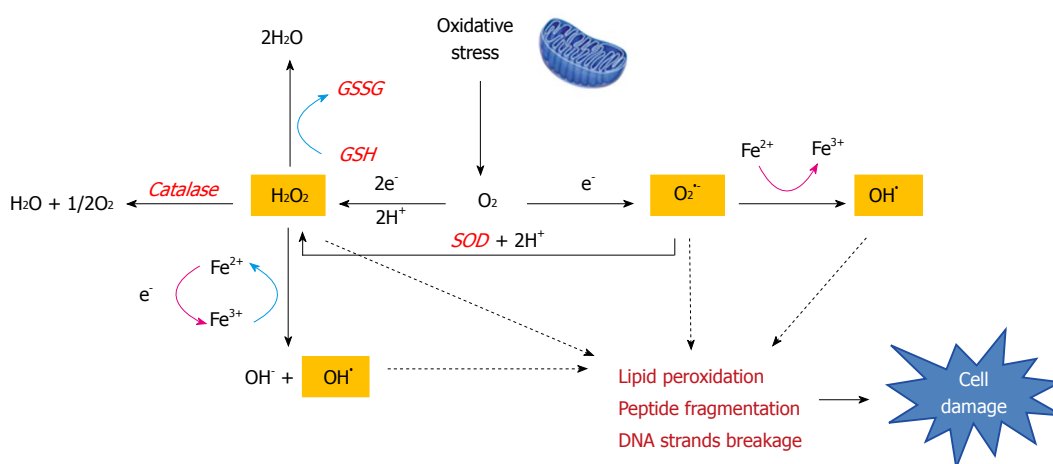 Oxidative
stress
2H₂O
GSSG
GSH
Fe²⁺
Fe³⁺
Catalase
H₂O + 1/2O₂
H₂O₂
2e⁻
2H⁺
O₂
e⁻
O₂•⁻
OH•
SOD + 2H⁺
e⁻
Fe²⁺
Fe³⁺
OH⁻ + OH•
Lipid peroxidation
Peptide fragmentation
DNA strands breakage
Cell
damage